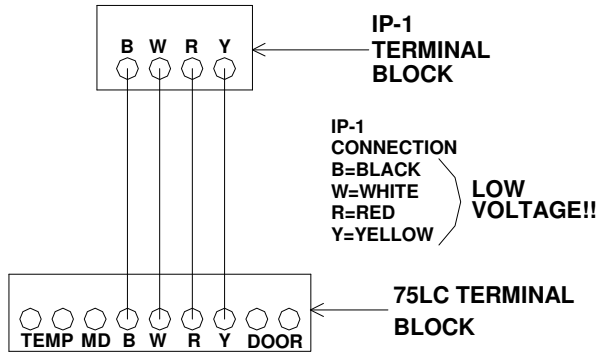 IP-1
TERMINAL
BLOCK
B W R Y
IP-1
CONNECTION
B=BLACK
W=WHITE
R=RED
Y=YELLOW
LOW
VOLTAGE!!
75LC TERMINAL
BLOCK
TEMP MD B W R Y DOOR